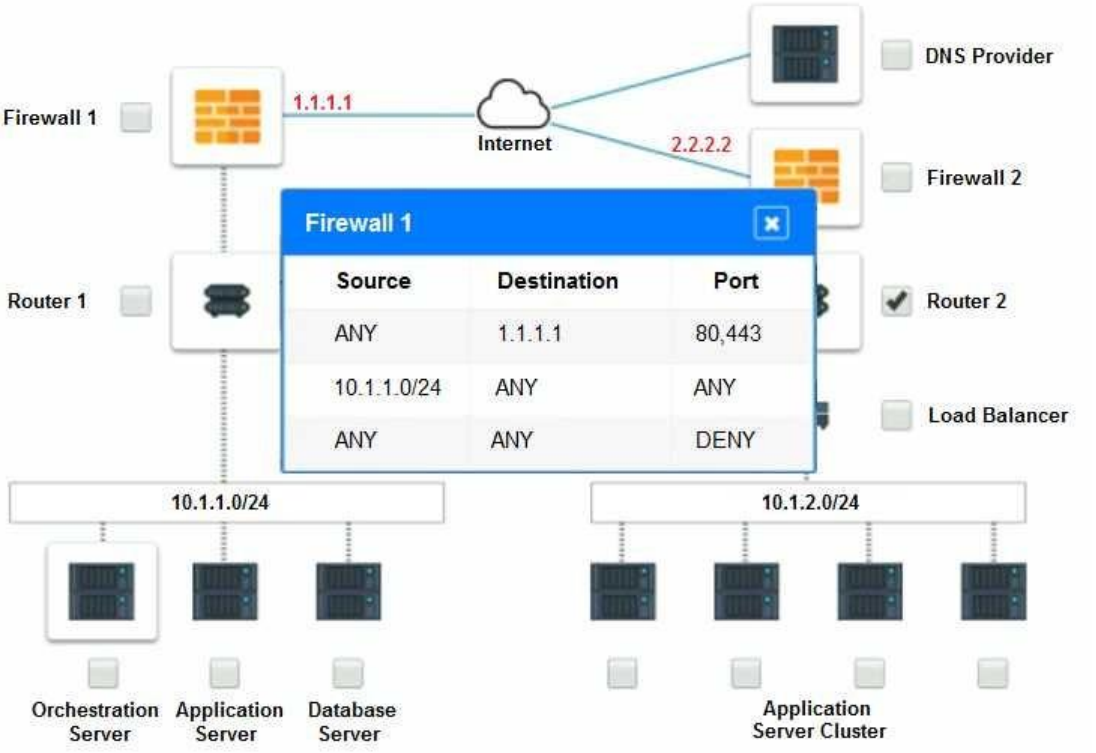 DNS Provider
Firewall 1
1.1.1.1
Internet
2.2.2.2
Firewall 2
Firewall 1
Source Destination Port
ANY 1.1.1.1 80,443
10.1.1.0/24 ANY ANY
ANY ANY DENY
Router 1
Router 2
Load Balancer
10.1.1.0/24
10.1.2.0/24
Orchestration
Server
Application
Server
Database
Server
Application
Server Cluster